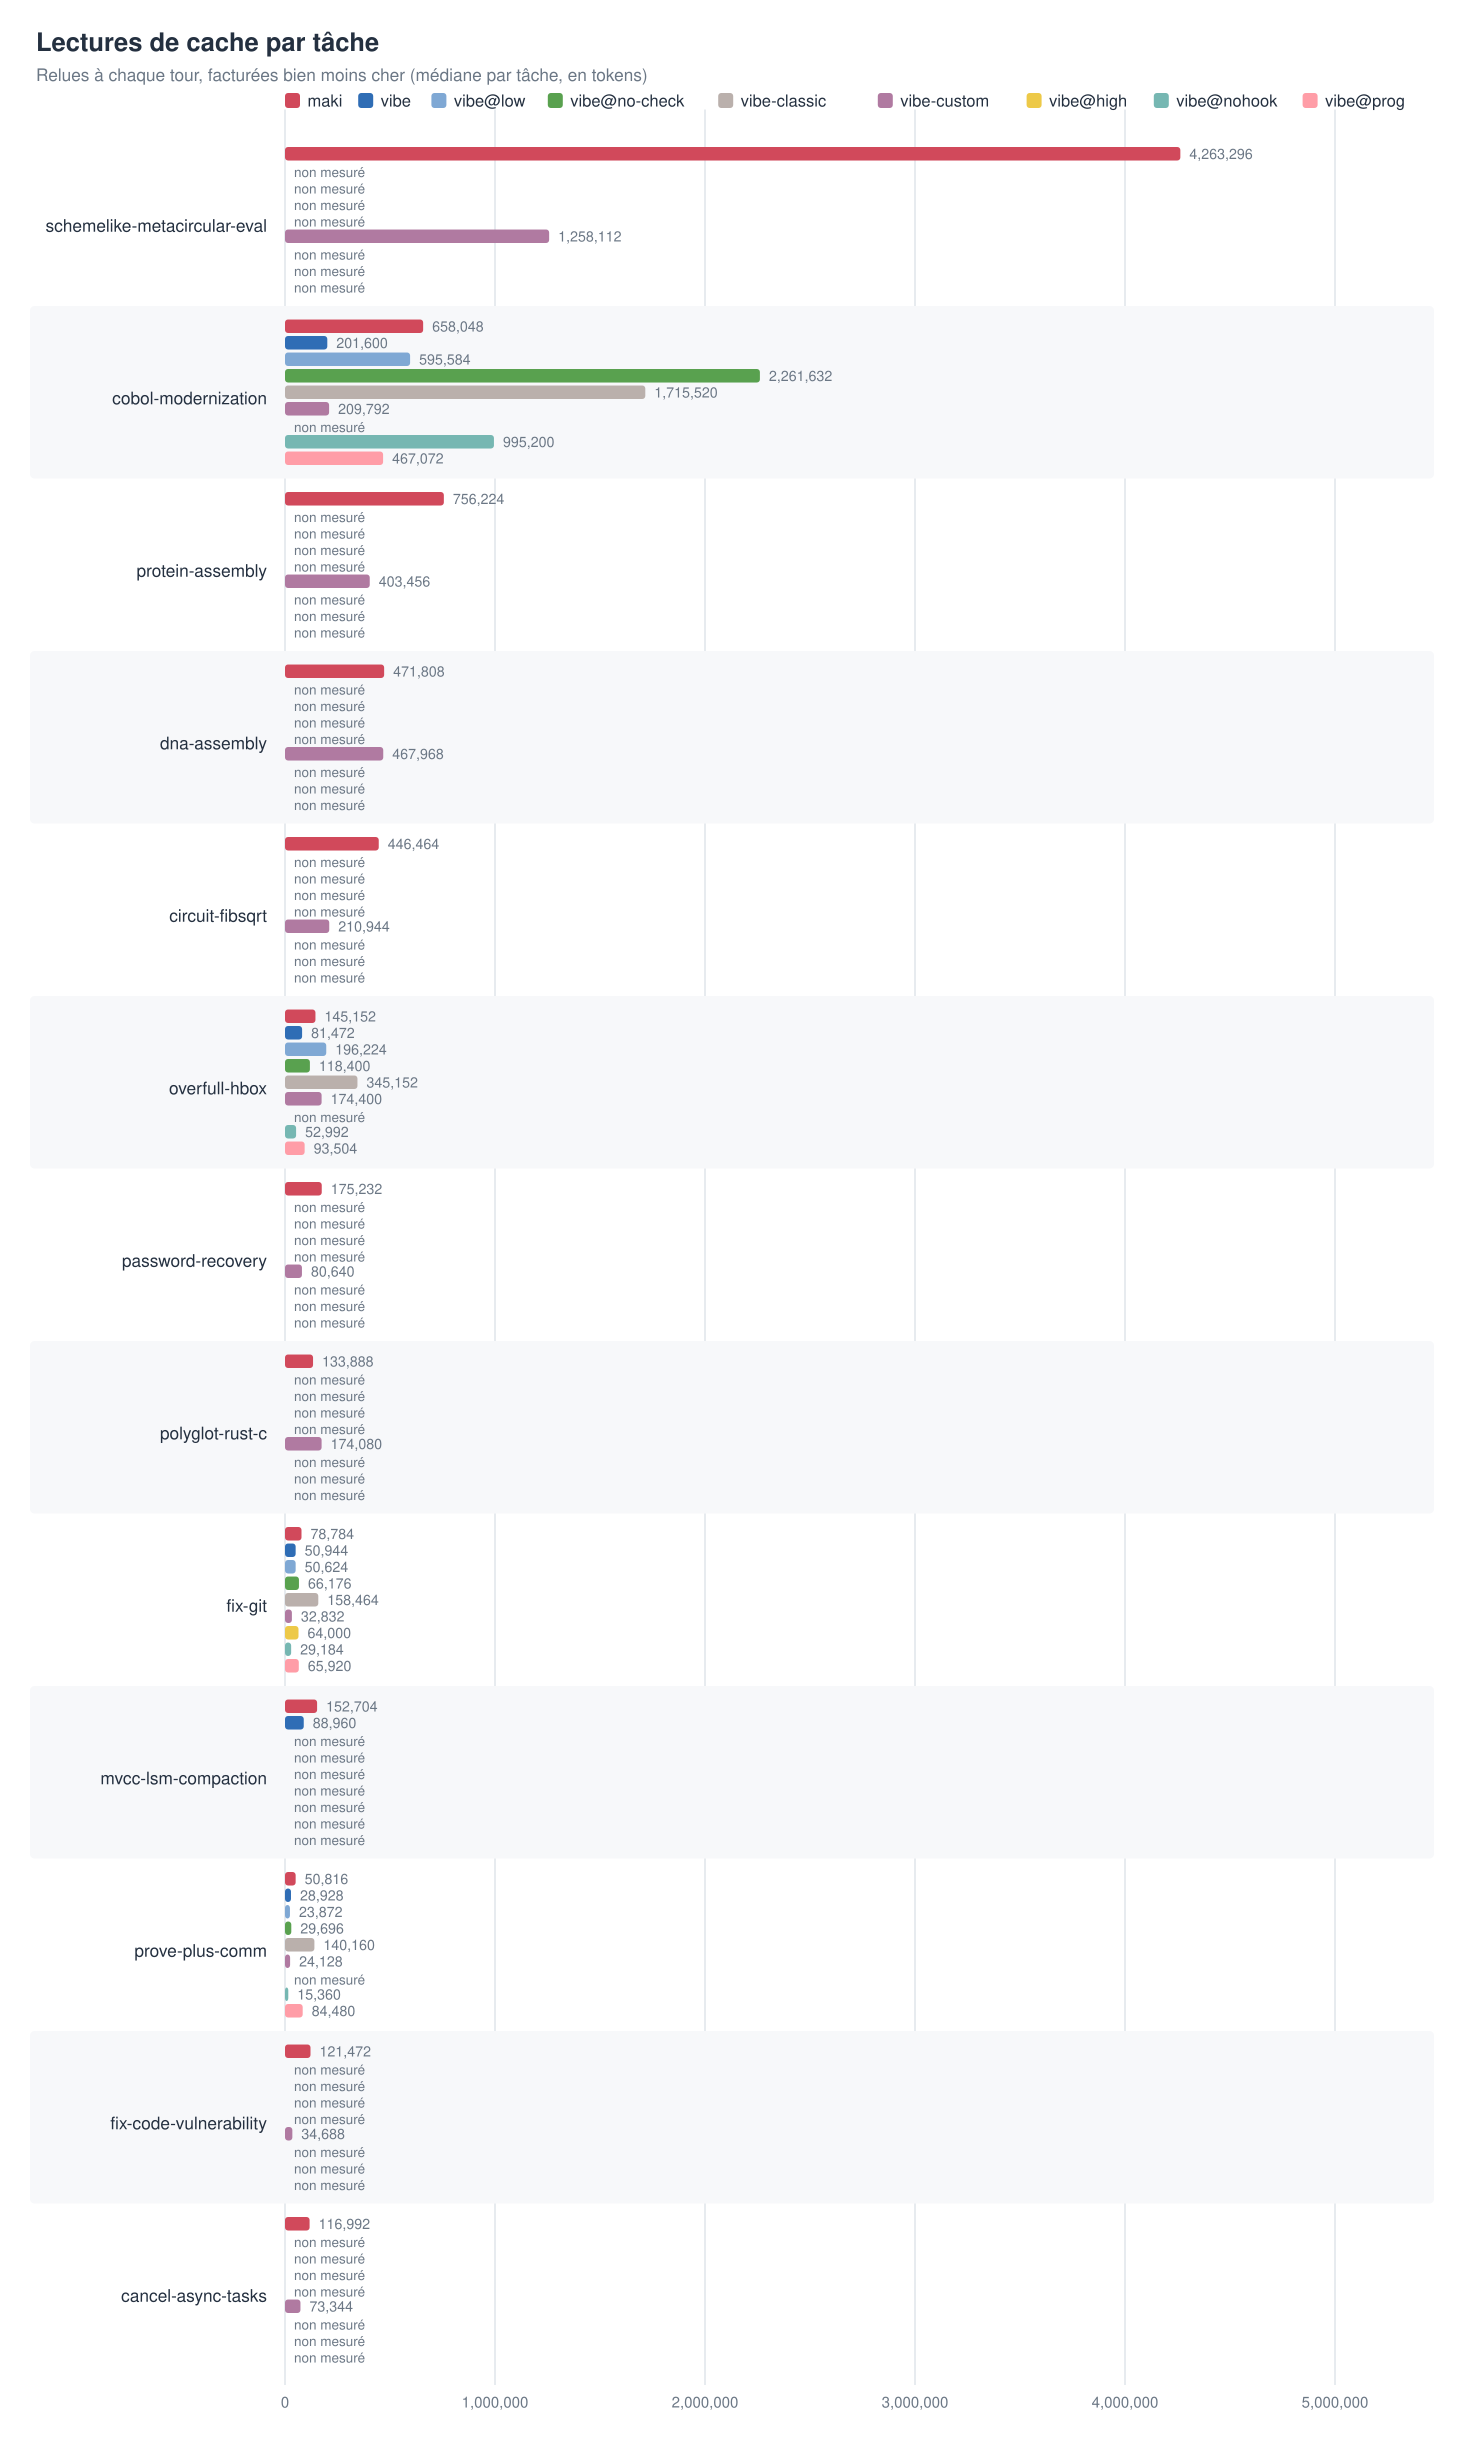 Lectures de cache par tâche
Relues à chaque tour, facturées bien moins cher (médiane par tâche, en tokens)
maki vibe vibe@low vibe@no-check vibe-classic vibe-custom vibe@high vibe@nohook vibe@prog
schemelike-metacircular-eval
4,263,296
non mesuré
non mesuré
non mesuré
non mesuré
1,258,112
non mesuré
non mesuré
non mesuré
cobol-modernization
658,048
201,600
595,584
2,261,632
1,715,520
209,792
non mesuré
995,200
467,072
protein-assembly
756,224
non mesuré
non mesuré
non mesuré
non mesuré
403,456
non mesuré
non mesuré
non mesuré
dna-assembly
471,808
non mesuré
non mesuré
non mesuré
non mesuré
467,968
non mesuré
non mesuré
non mesuré
circuit-fibsqrt
446,464
non mesuré
non mesuré
non mesuré
non mesuré
210,944
non mesuré
non mesuré
non mesuré
overfull-hbox
145,152
81,472
196,224
118,400
345,152
174,400
non mesuré
52,992
93,504
password-recovery
175,232
non mesuré
non mesuré
non mesuré
non mesuré
80,640
non mesuré
non mesuré
non mesuré
polyglot-rust-c
133,888
non mesuré
non mesuré
non mesuré
non mesuré
174,080
non mesuré
non mesuré
non mesuré
fix-git
78,784
50,944
50,624
66,176
158,464
32,832
64,000
29,184
65,920
mvcc-lsm-compaction
152,704
88,960
non mesuré
non mesuré
non mesuré
non mesuré
non mesuré
non mesuré
non mesuré
prove-plus-comm
50,816
28,928
23,872
29,696
140,160
24,128
non mesuré
15,360
84,480
fix-code-vulnerability
121,472
non mesuré
non mesuré
non mesuré
non mesuré
34,688
non mesuré
non mesuré
non mesuré
cancel-async-tasks
116,992
non mesuré
non mesuré
non mesuré
non mesuré
73,344
non mesuré
non mesuré
non mesuré
0 1,000,000 2,000,000 3,000,000 4,000,000 5,000,000